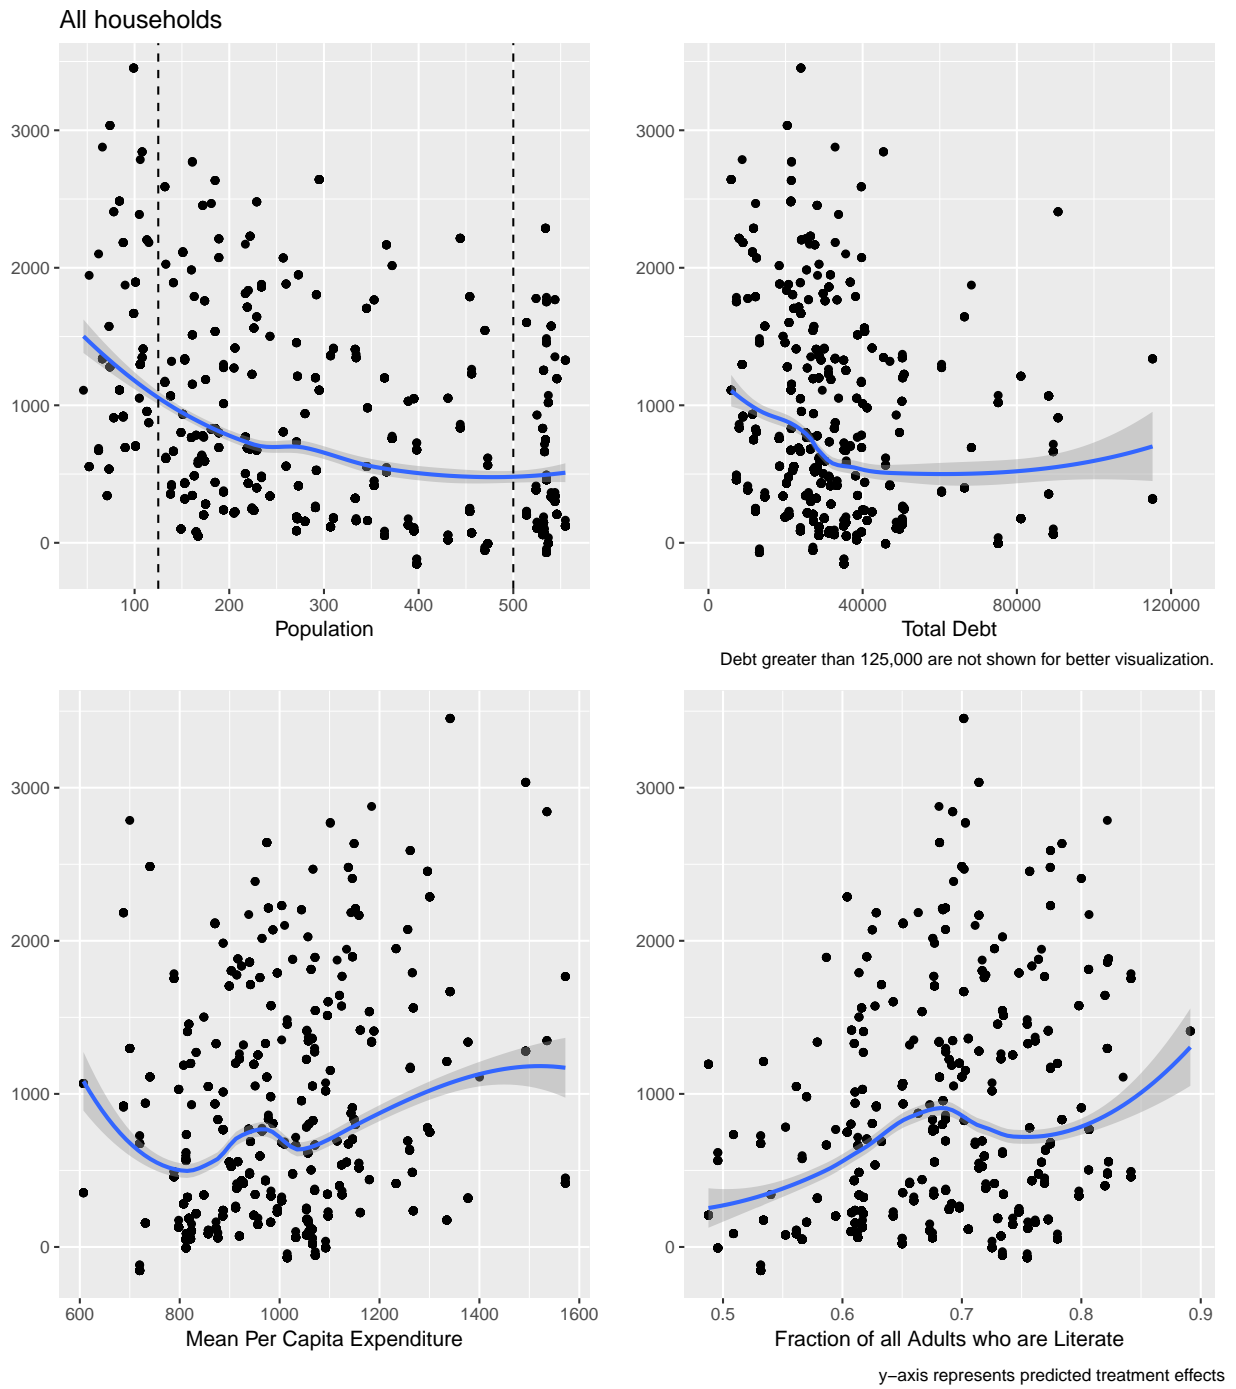 All households
3000
2000
1000
0
100 200 300 400 500
Population
3000
2000
1000
0
0 40000 80000 120000
Total Debt
Debt greater than 125,000 are not shown for better visualization.
3000
2000
1000
0
600 800 1000 1200 1400 1600
Mean Per Capita Expenditure
3000
2000
1000
0
0.5 0.6 0.7 0.8 0.9
Fraction of all Adults who are Literate
y−axis represents predicted treatment effects